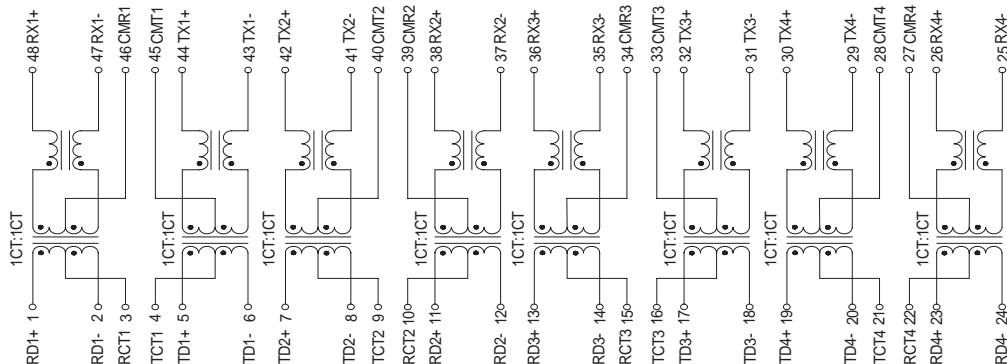 48 RX1+
47 RX1-
46 CMR1
45 CMT1
44 TX1+
43 TX1-
42 TX2+
41 TX2-
40 CMT2
39 CMR2
38 RX2+
37 RX2-
36 RX3+
35 RX3-
34 CMR3
33 CMT3
32 TX3+
31 TX3-
30 TX4+
29 TX4-
28 CMT4
27 CMR4
26 RX4+
25 RX4-
1CT:1CT
1CT:1CT
1CT:1CT
1CT:1CT
1CT:1CT
1CT:1CT
1CT:1CT
1CT:1CT
RD1+ 1
RD1- 2
RCT1 3
TCT1 4
TD1+ 5
TD1- 6
TD2+ 7
TD2- 8
TCT2 9
RCT2 10
RD2+ 11
RD2- 12
RD3+ 13
RD3- 14
RCT3 15
TCT3 16
TD3+ 17
TD3- 18
TD4+ 19
TD4- 20
TCT4 21
RCT4 22
RD4+ 23
RD4- 24